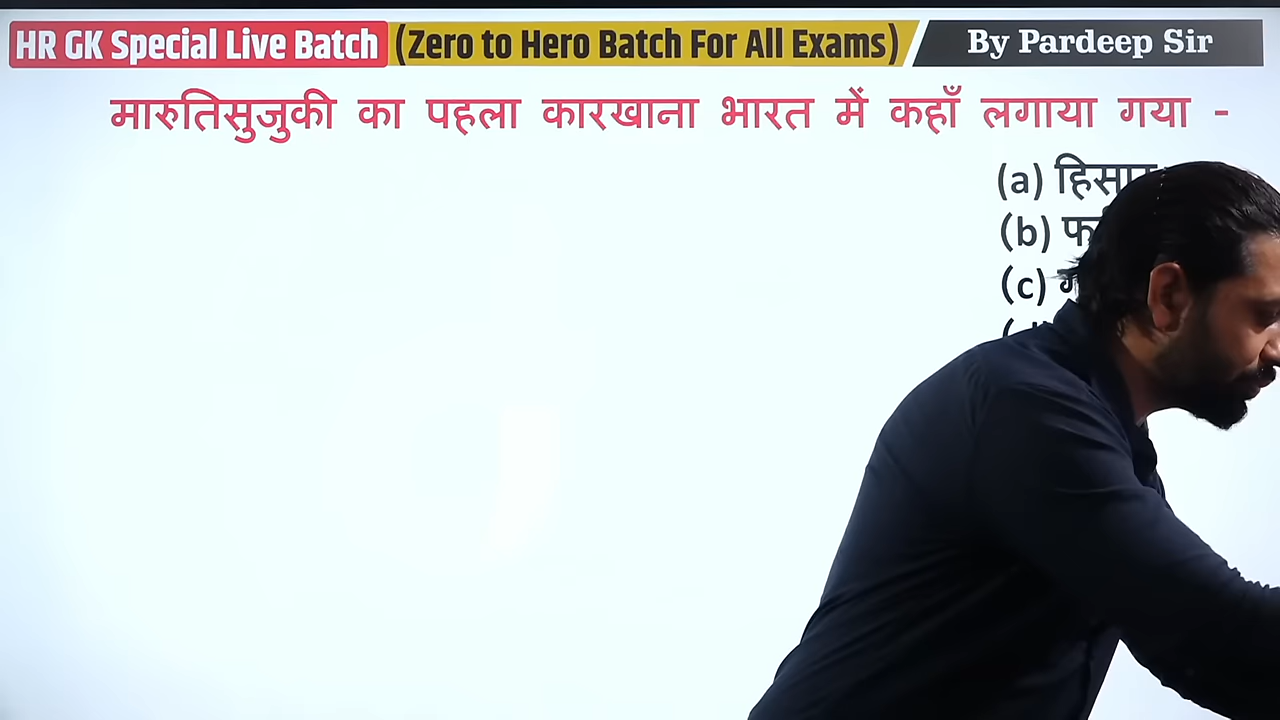 HR GK Special Live Batch (Zero to Hero Batch For All Exams) By Pardeep Sir
मारुतिसुजुकी का पहला कारखाना भारत में कहाँ लगाया गया -
(a)
(b)
(c)